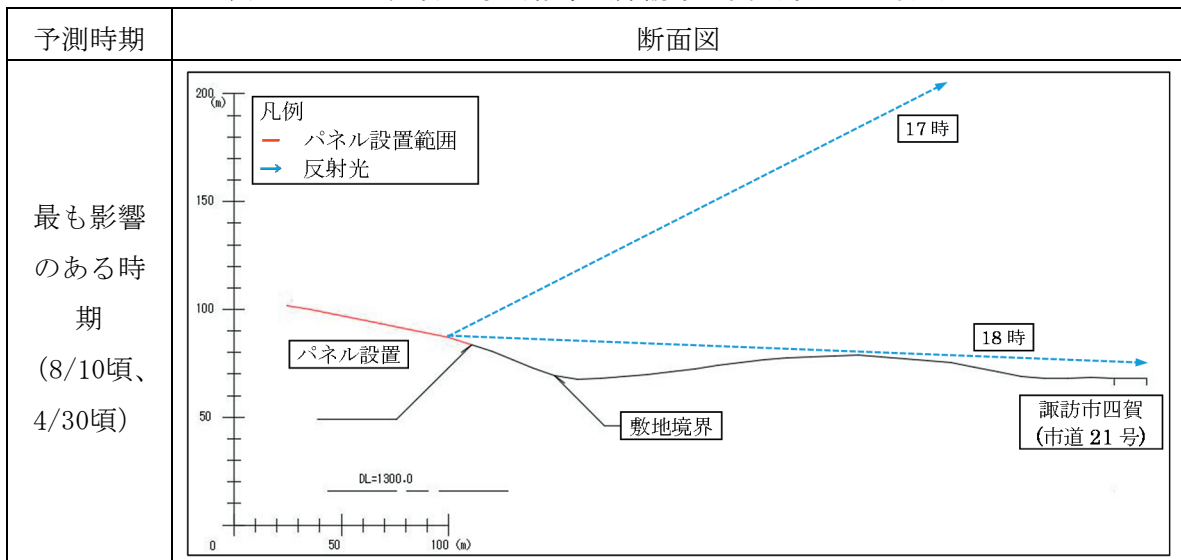 予測時期
断面図
最も影響
のある時
期
(8/10頃、
4/30頃)
200
(m)
凡例
パネル設置範囲
反射光
17時
150
100
パネル設置
18時
50
敷地境界
諏訪市四賀
(市道 21 号)
DL=1300.0
0
50
100 (m)